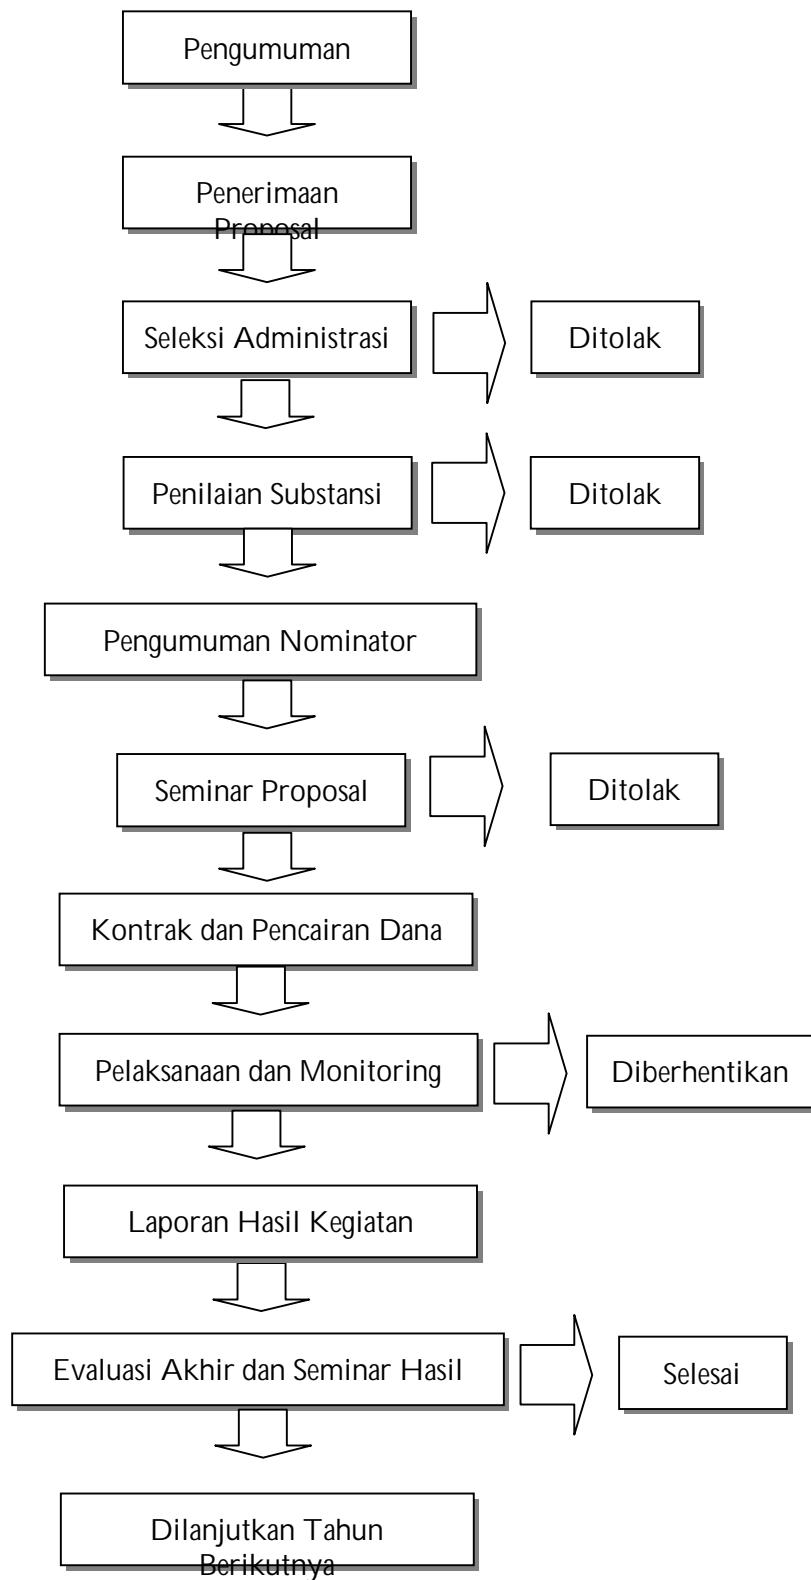 Pengumuman
Penerimaan
Proposal
Seleksi Administrasi
Ditolak
Penilaian Substansi
Ditolak
Pengumuman Nominator
Seminar Proposal
Ditolak
Kontrak dan Pencairan Dana
Pelaksanaan dan Monitoring
Diberhentikan
Laporan Hasil Kegiatan
Evaluasi Akhir dan Seminar Hasil
Selesai
Dilanjutkan Tahun
Berikutnya